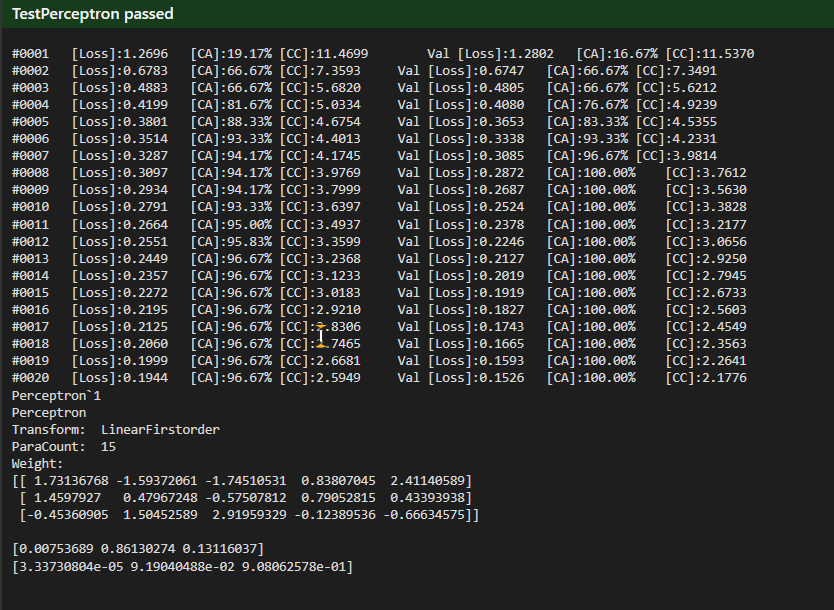 TestPerceptron passed
#0001 [Loss]:1.2696 [CA]:19.17% [CC]:11.4699 Val [Loss]:1.2802 [CA]:16.67% [CC]:11.5370
#0002 [Loss]:0.6783 [CA]:66.67% [CC]:7.3593 Val [Loss]:0.6747 [CA]:66.67% [CC]:7.3491
#0003 [Loss]:0.4883 [CA]:66.67% [CC]:5.6820 Val [Loss]:0.4805 [CA]:66.67% [CC]:5.6212
#0004 [Loss]:0.4199 [CA]:81.67% [CC]:5.0334 Val [Loss]:0.4080 [CA]:76.67% [CC]:4.9239
#0005 [Loss]:0.3801 [CA]:88.33% [CC]:4.6754 Val [Loss]:0.3653 [CA]:83.33% [CC]:4.5355
#0006 [Loss]:0.3514 [CA]:93.33% [CC]:4.4013 Val [Loss]:0.3338 [CA]:93.33% [CC]:4.2331
#0007 [Loss]:0.3287 [CA]:94.17% [CC]:4.1745 Val [Loss]:0.3085 [CA]:96.67% [CC]:3.9814
#0008 [Loss]:0.3097 [CA]:94.17% [CC]:3.9769 Val [Loss]:0.2872 [CA]:100.00% [CC]:3.7612
#0009 [Loss]:0.2934 [CA]:94.17% [CC]:3.7999 Val [Loss]:0.2687 [CA]:100.00% [CC]:3.5630
#0010 [Loss]:0.2791 [CA]:93.33% [CC]:3.6397 Val [Loss]:0.2524 [CA]:100.00% [CC]:3.3828
#0011 [Loss]:0.2664 [CA]:95.00% [CC]:3.4937 Val [Loss]:0.2378 [CA]:100.00% [CC]:3.2177
#0012 [Loss]:0.2551 [CA]:95.83% [CC]:3.3599 Val [Loss]:0.2246 [CA]:100.00% [CC]:3.0656
#0013 [Loss]:0.2449 [CA]:96.67% [CC]:3.2368 Val [Loss]:0.2127 [CA]:100.00% [CC]:2.9250
#0014 [Loss]:0.2357 [CA]:96.67% [CC]:3.1233 Val [Loss]:0.2019 [CA]:100.00% [CC]:2.7945
#0015 [Loss]:0.2272 [CA]:96.67% [CC]:3.0183 Val [Loss]:0.1919 [CA]:100.00% [CC]:2.6733
#0016 [Loss]:0.2195 [CA]:96.67% [CC]:2.9210 Val [Loss]:0.1827 [CA]:100.00% [CC]:2.5603
#0017 [Loss]:0.2125 [CA]:96.67% [CC]:.8306 Val [Loss]:0.1743 [CA]:100.00% [CC]:2.4549
#0018 [Loss]:0.2060 [CA]:96.67% [CC]:.7465 Val [Loss]:0.1665 [CA]:100.00% [CC]:2.3563
#0019 [Loss]:0.1999 [CA]:96.67% [CC]:2.6681 Val [Loss]:0.1593 [CA]:100.00% [CC]:2.2641
#0020 [Loss]:0.1944 [CA]:96.67% [CC]:2.5949 Val [Loss]:0.1526 [CA]:100.00% [CC]:2.1776
Perceptron`1
Perceptron
Transform: LinearFirstorder
ParaCount: 15
Weight:
[[ 1.73136768 -1.59372061 -1.74510531 0.83807045 2.41140589]
[ 1.4597927 0.47967248 -0.57507812 0.79052815 0.43393938]
[-0.45360905 1.50452589 2.91959329 -0.12389536 -0.66634575]]
[0.00753689 0.86130274 0.13116037]
[3.33730804e-05 9.19040488e-02 9.08062578e-01]